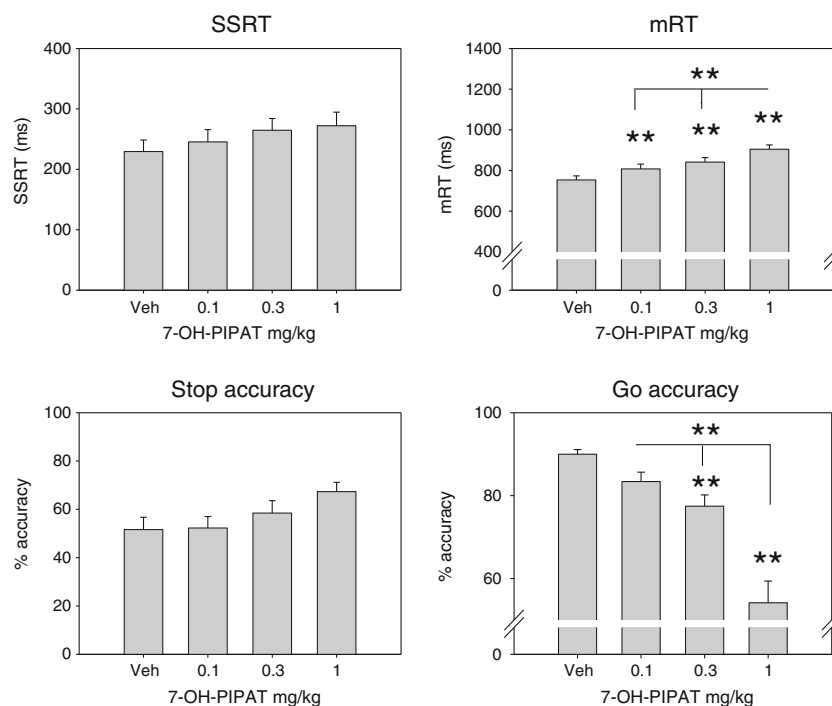 SSRT
400
300
200
100
0
SSRT (ms)
Veh 0.1 0.3 1
7-OH-PIPAT mg/kg
mRT
1400
1200
1000
800
600
400
0
mRT (ms)
**
** ** **
Veh 0.1 0.3 1
7-OH-PIPAT mg/kg
Stop accuracy
100
80
60
40
20
0
% accuracy
Veh 0.1 0.3 1
7-OH-PIPAT mg/kg
Go accuracy
100
80
60
0
% accuracy
**
**
**
Veh 0.1 0.3 1
7-OH-PIPAT mg/kg